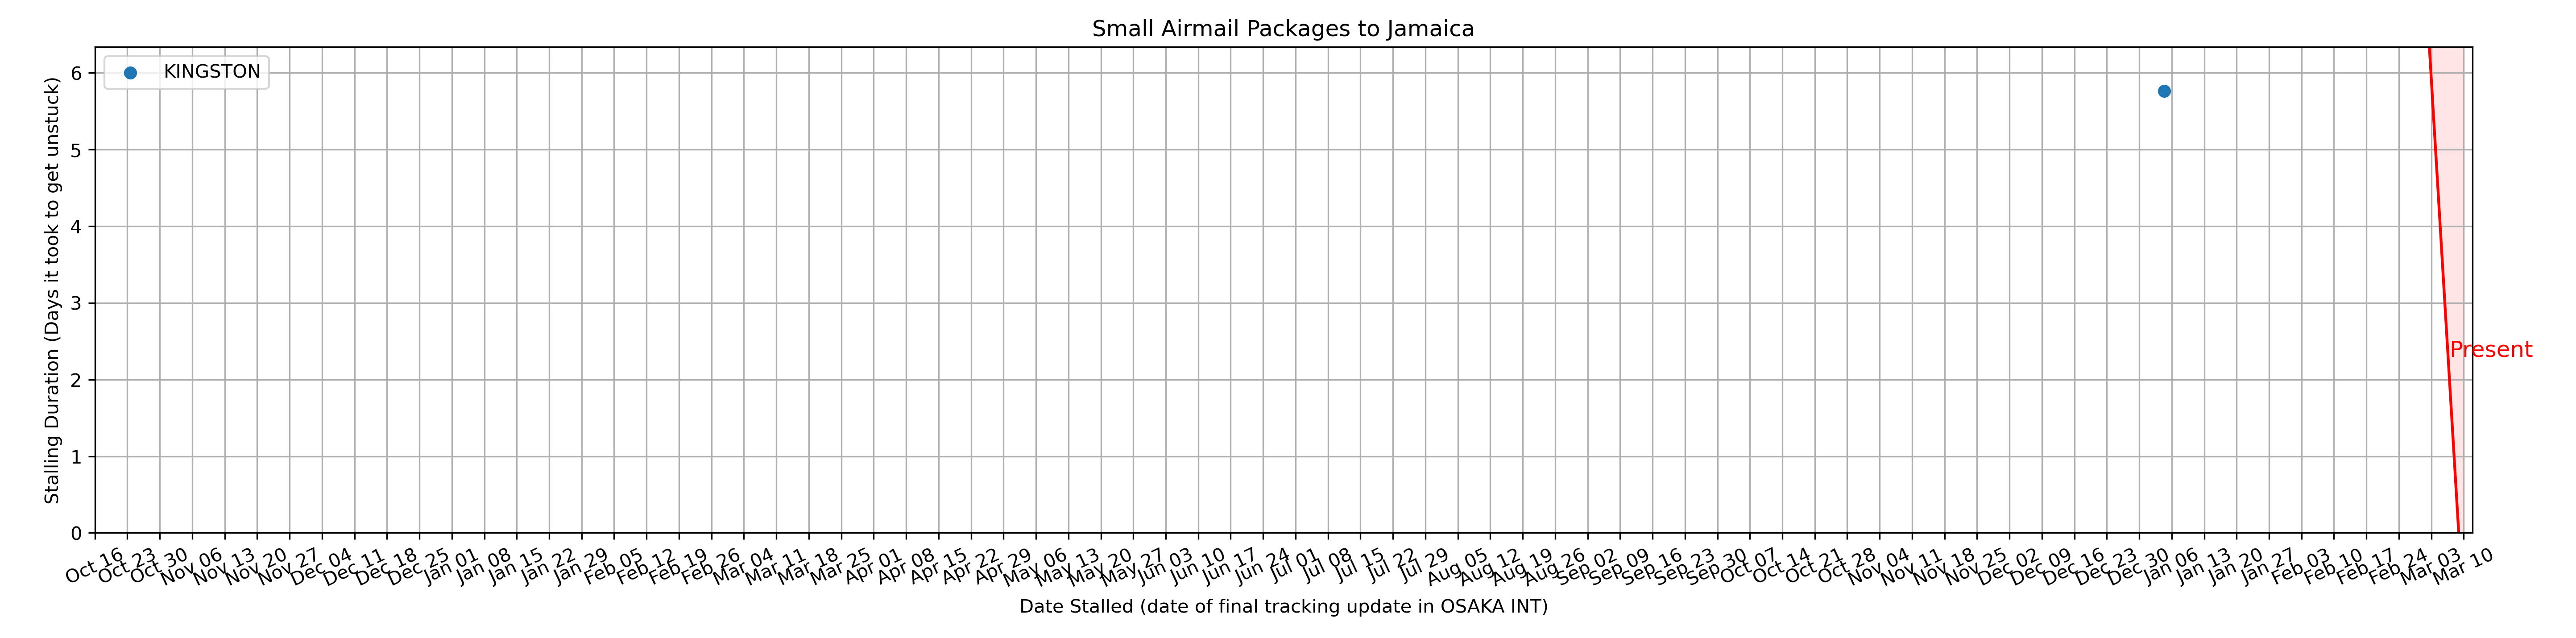 Small Airmail Packages to Jamaica
KINGSTON
Stalling Duration (Days it took to get unstuck)
6
5
4
3
2
1
0
Present
Oct 16 Oct 23 Oct 30 Nov 06 Nov 13 Nov 20 Nov 27 Dec 04 Dec 11 Dec 18 Dec 25 Jan 01 Jan 08 Jan 15 Jan 22 Jan 29 Feb 05 Feb 12 Feb 19 Feb 26 Mar 04 Mar 11 Mar 18 Mar 25 Apr 01 Apr 08 Apr 15 Apr 22 Apr 29 May 06 May 13 May 20 May 27 Jun 03 Jun 10 Jun 17 Jun 24 Jul 01 Jul 08 Jul 15 Jul 22 Jul 29 Aug 05 Aug 12 Aug 19 Aug 26 Sep 02 Sep 09 Sep 16 Sep 23 Sep 30 Oct 07 Oct 14 Oct 21 Oct 28 Nov 04 Nov 11 Nov 18 Nov 25 Dec 02 Dec 09 Dec 16 Dec 23 Dec 30 Jan 06 Jan 13 Jan 20 Jan 27 Feb 03 Feb 10 Feb 17 Feb 24 Mar 03 Mar 10
Date Stalled (date of final tracking update in OSAKA INT)